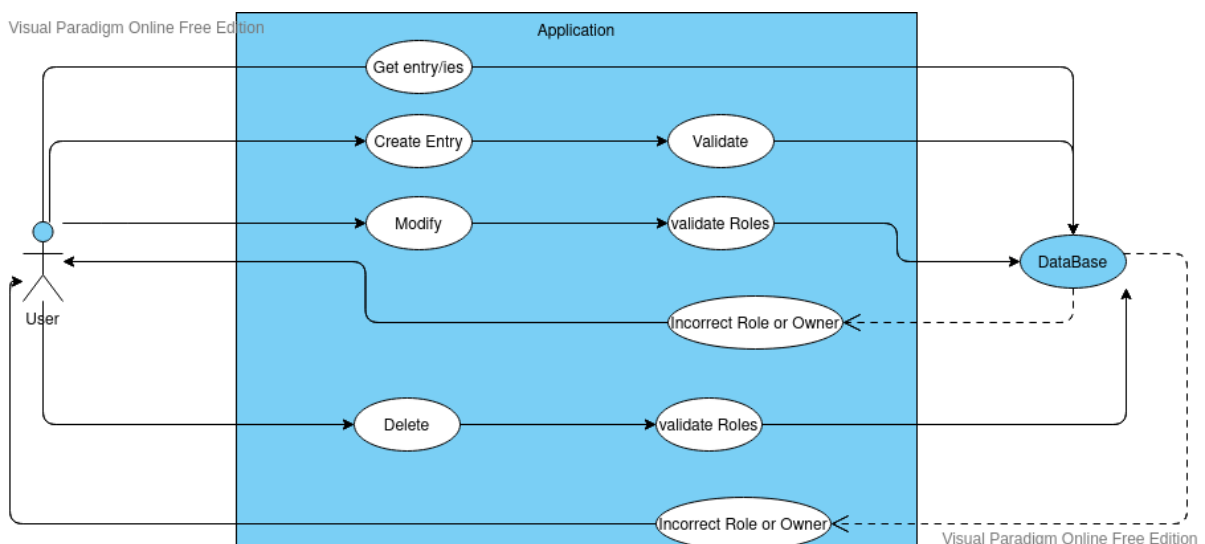 Visual Paradigm Online Free Edition
Application
Get entry/ies
Create Entry
Validate
Modify
validate Roles
DataBase
User
Incorrect Role or Owner
Delete
validate Roles
Incorrect Role or Owner
Visual Paradigm Online Free Edition